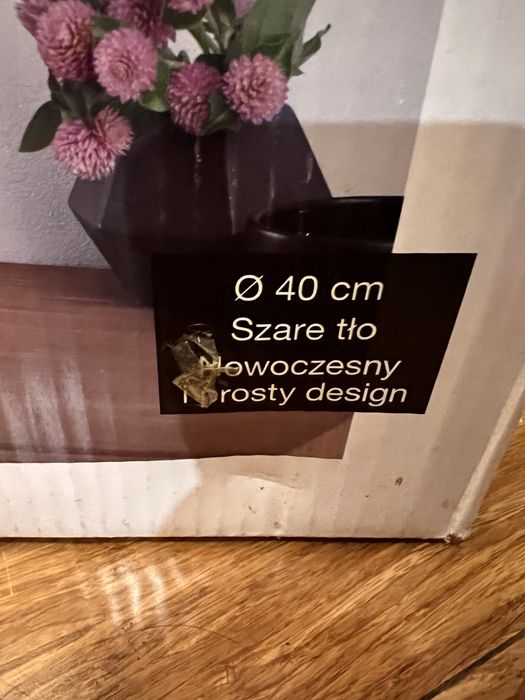 Ø 40 cm
Szare tło
Nowoczesny
i prosty design